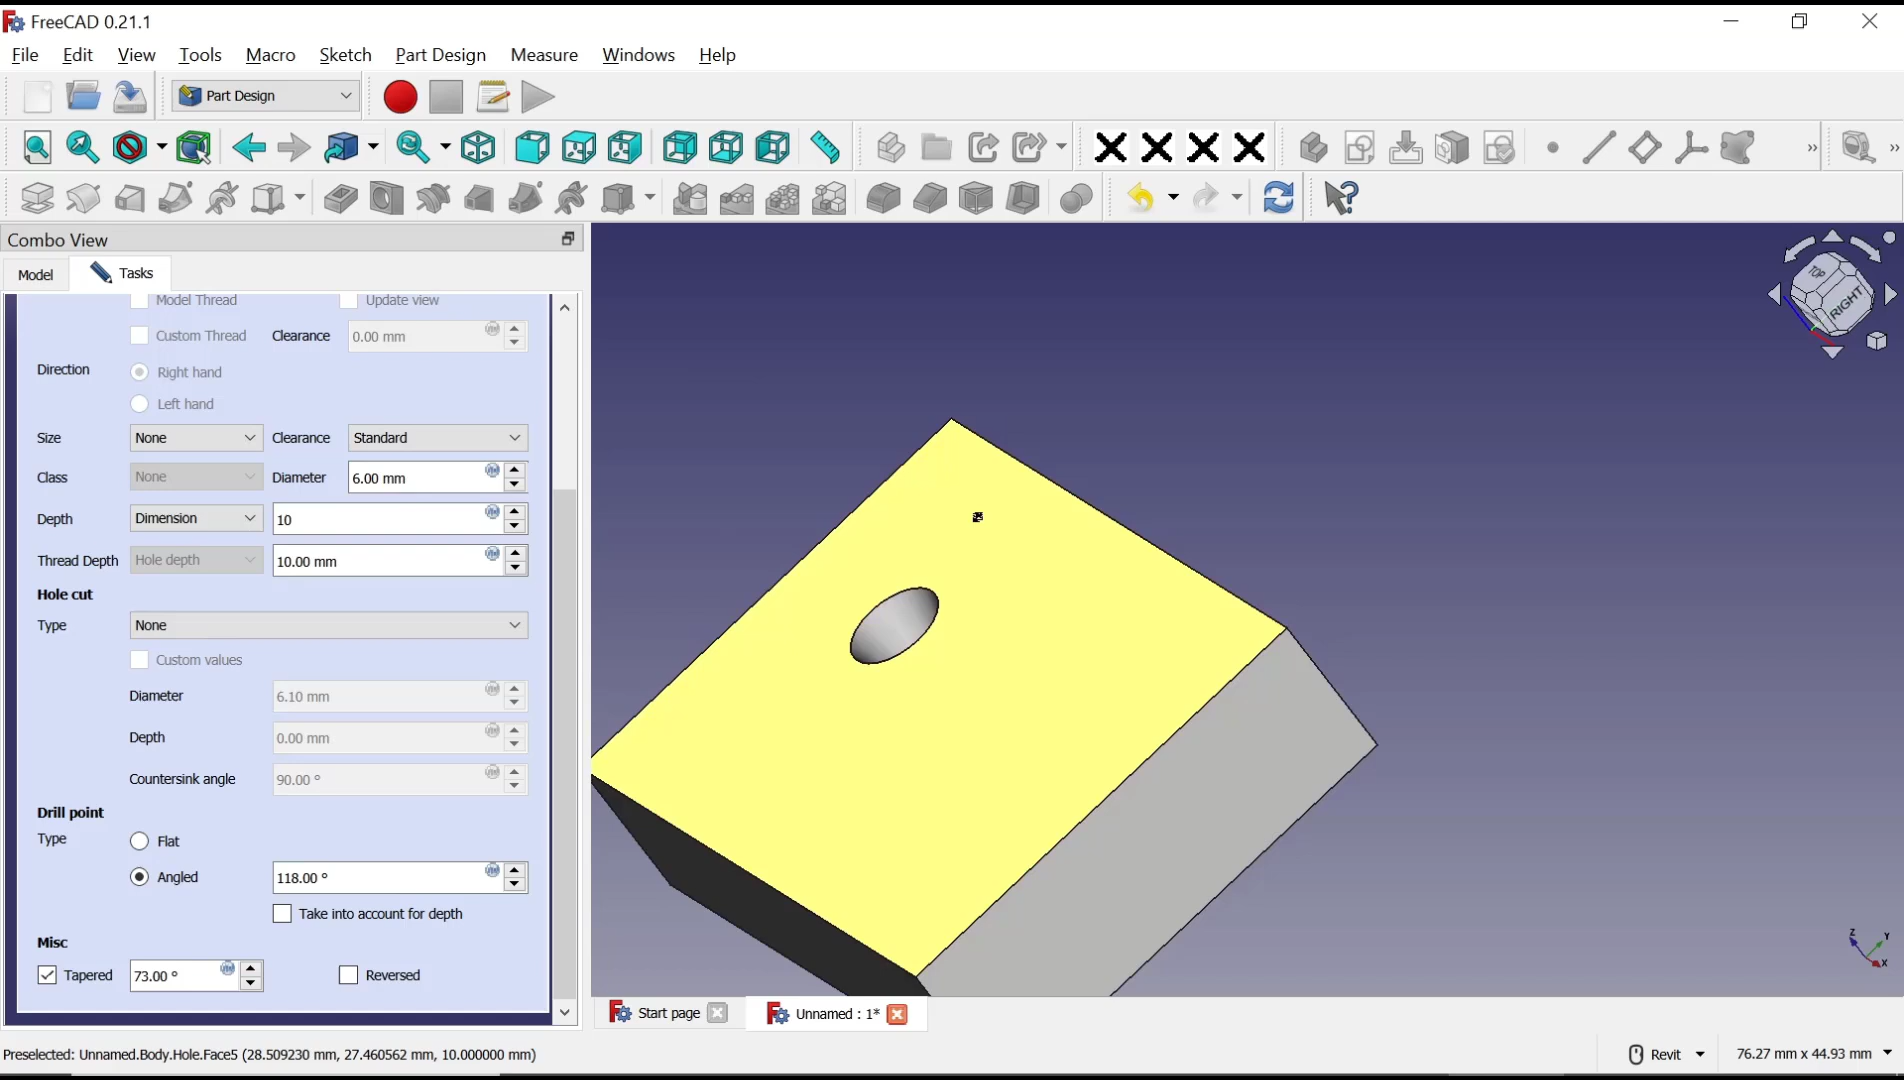 FreeCAD 0.21.1
File Edit View Tools Macro Sketch Part Design Measure Windows Help
Part Design
Combo View
Model Tasks
Model Thread Update view
Custom Thread Clearance 0.00 mm
Direction Right hand
Left hand
Size None Clearance Standard
Class None Diameter 6.00 mm
Depth Dimension 10
Thread Depth Hole depth 10.00 mm
Hole cut
Type None
Custom values
Diameter 6.10 mm
Depth 0.00 mm
Countersink angle 90.00 °
Drill point
Type Flat
Angled 118.00 °
Take into account for depth
Misc
Tapered 73.00 ° Reversed
TOP
RIGHT
Z Y
X
Start page Unnamed : 1*
Preselected: Unnamed.Body.Hole.Face5 (28.509230 mm, 27.460562 mm, 10.000000 mm) Revit 76.27 mm x 44.93 mm